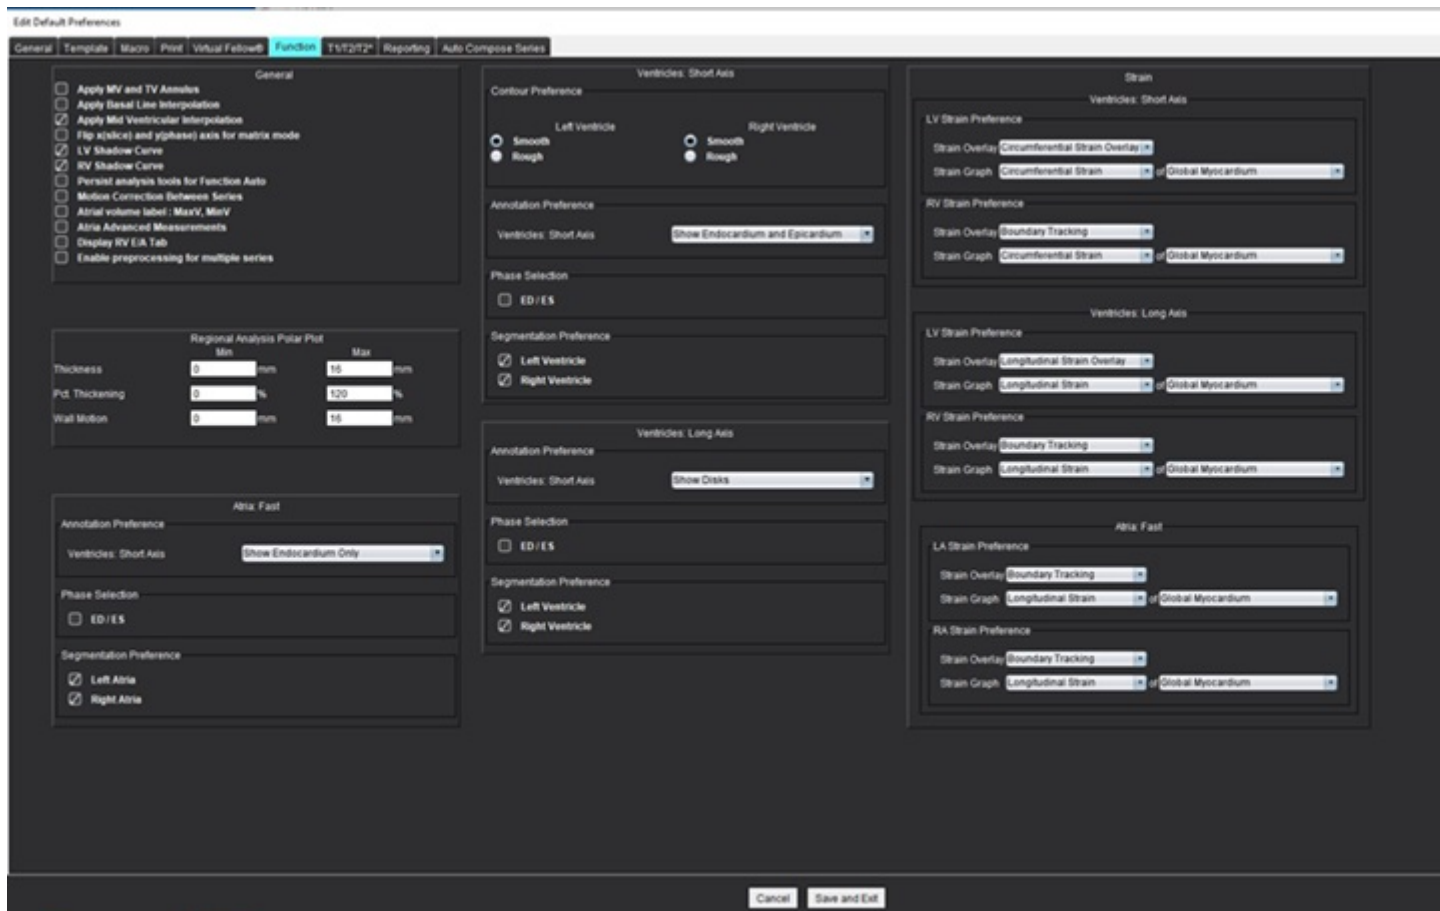 Edit Default Preferences
General Template Macro Print Virtual Fellow® Function T1/T2/T2* Reporting Auto Compose Series
General
Apply MV and TV Annulus
Apply Basal Line Interpolation
Apply Mid Ventricular Interpolation
Flip x(slice) and y(phase) axis for matrix mode
LV Shadow Curve
RV Shadow Curve
Persist analysis tools for Function Auto
Motion Correction Between Series
Atrial volume label : MaxV, MinV
Atria Advanced Measurements
Display RV E/A Tab
Enable preprocessing for multiple series
Regional Analysis Polar Plot
Min Max
Thickness 0 mm 16 mm
Pct. Thickening 0 % 120 %
Wall Motion 0 mm 16 mm
Atria: Fast
Annotation Preference
Ventricles: Short Axis Show Endocardium Only
Phase Selection
ED / ES
Segmentation Preference
Left Atria
Right Atria
Ventricles: Short Axis
Contour Preference
Left Ventricle Right Ventricle
Smooth Smooth
Rough Rough
Annotation Preference
Ventricles: Short Axis Show Endocardium and Epicardium
Phase Selection
ED / ES
Segmentation Preference
Left Ventricle
Right Ventricle
Ventricles: Long Axis
Annotation Preference
Ventricles: Short Axis Show Disks
Phase Selection
ED / ES
Segmentation Preference
Left Ventricle
Right Ventricle
Strain
Ventricles: Short Axis
LV Strain Preference
Strain Overlay Circumferential Strain Overlay
Strain Graph Circumferential Strain of Global Myocardium
RV Strain Preference
Strain Overlay Boundary Tracking
Strain Graph Circumferential Strain of Global Myocardium
Ventricles: Long Axis
LV Strain Preference
Strain Overlay Longitudinal Strain Overlay
Strain Graph Longitudinal Strain of Global Myocardium
RV Strain Preference
Strain Overlay Boundary Tracking
Strain Graph Longitudinal Strain of Global Myocardium
Atria: Fast
LA Strain Preference
Strain Overlay Boundary Tracking
Strain Graph Longitudinal Strain of Global Myocardium
RA Strain Preference
Strain Overlay Boundary Tracking
Strain Graph Longitudinal Strain of Global Myocardium
Cancel Save and Exit